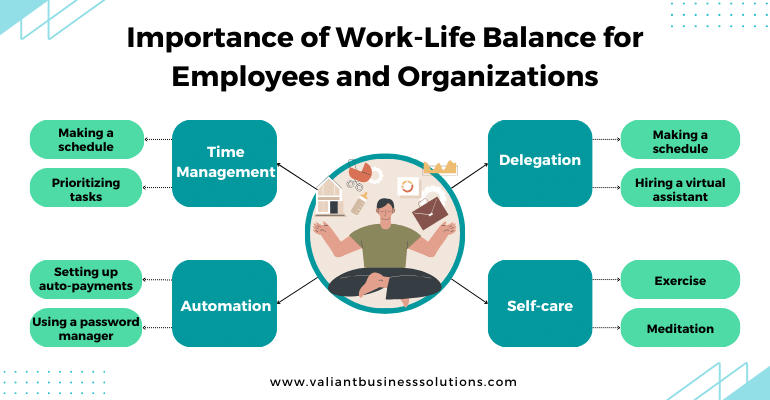 Importance of Work-Life Balance for
Employees and Organizations
Making a
schedule
Prioritizing
tasks
Time
Management
Delegation
Making a
schedule
Hiring a virtual
assistant
Setting up
auto-payments
Using a password
manager
Automation
Self-care
Exercise
Meditation
www.valiantbusinesssolutions.com